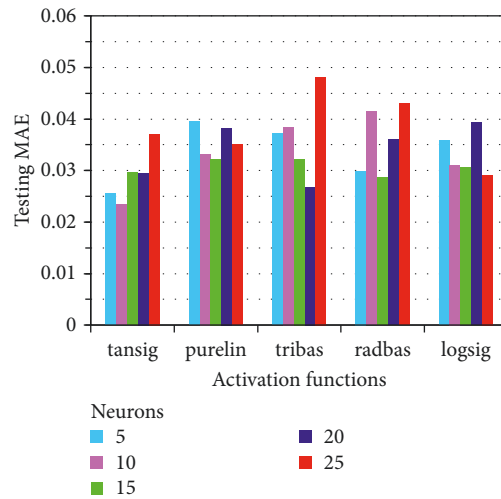 0.06
0.05
0.04
0.03
0.02
0.01
0
Testing MAE
tansig purelin tribas radbas logsig
Activation functions
Neurons
5 20
10 25
15